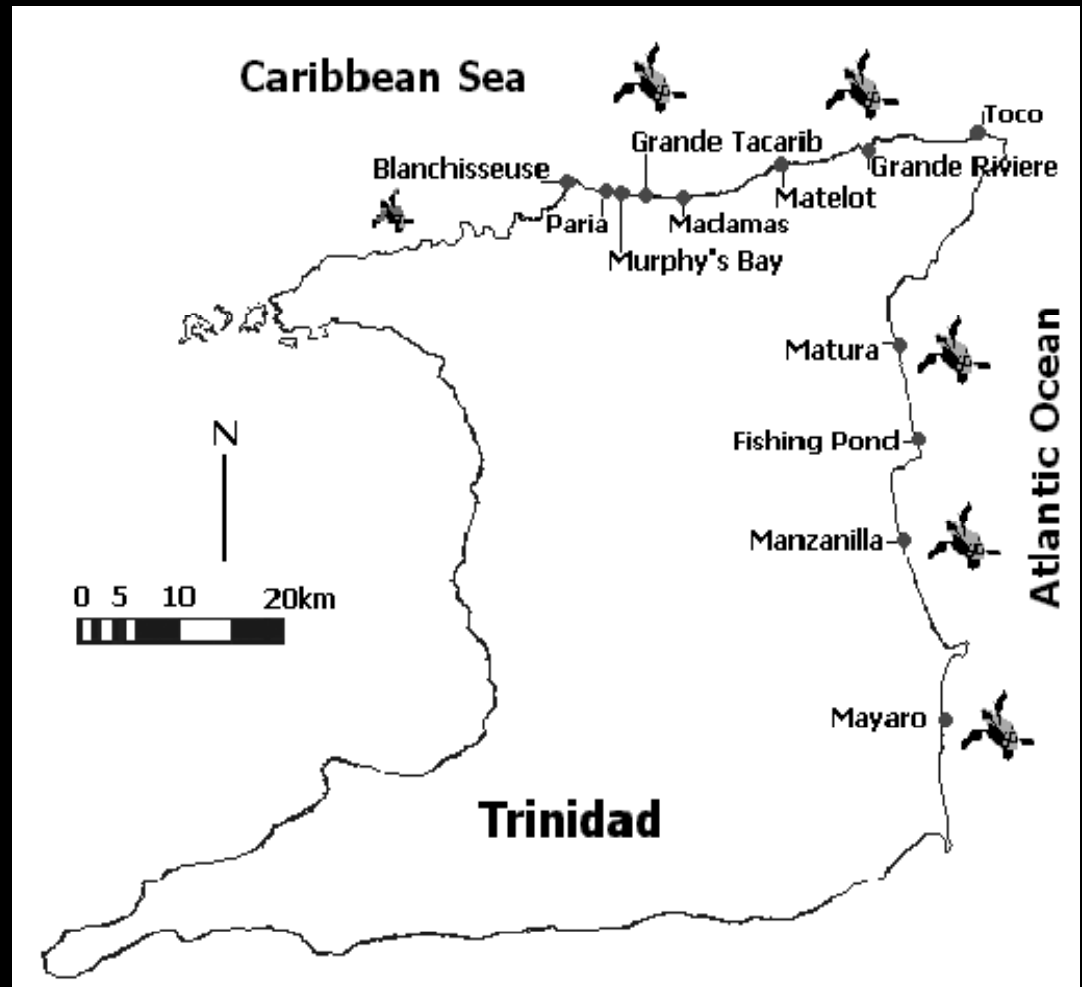 Caribbean Sea
Toco
Grande Tacarib
Blanchisseuse
Grande Riviere
Matelot
Paria
Madamas
Murphy's Bay
Matura
Atlantic Ocean
N
Fishing Pond
Manzanilla
0 5 10 20km
Mayaro
Trinidad